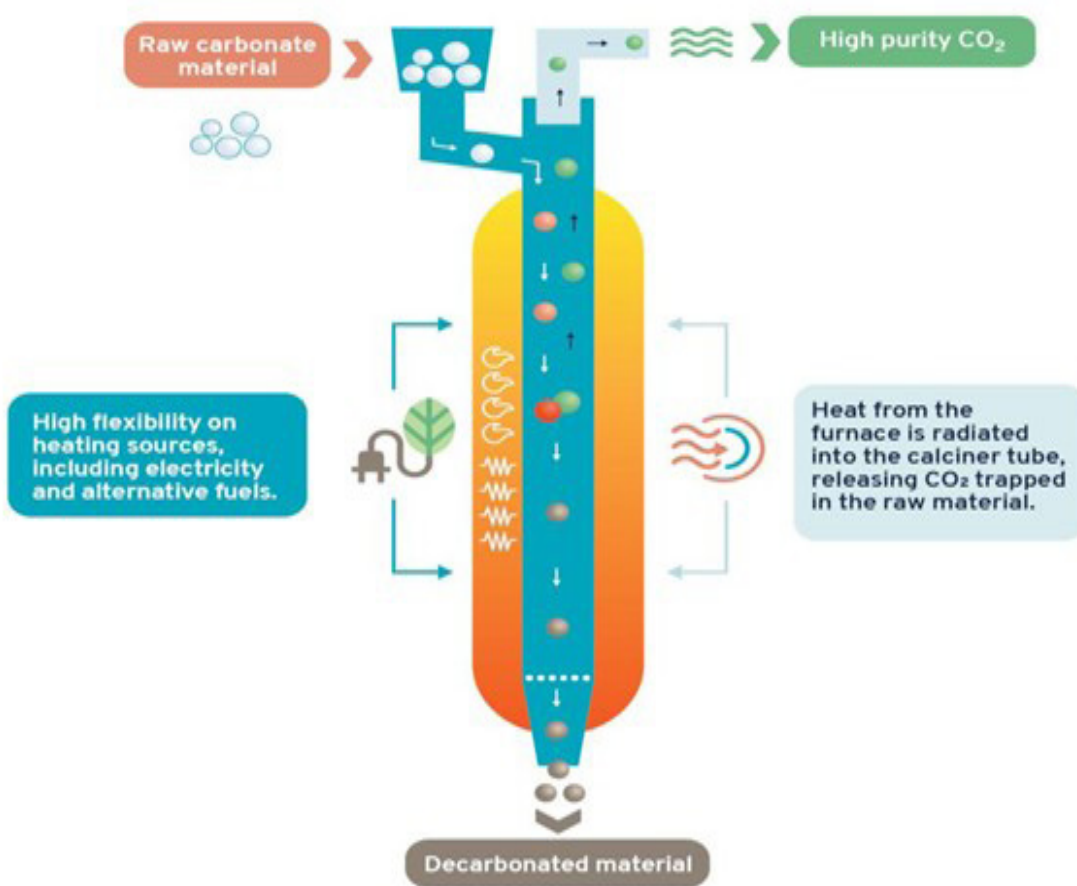 Raw carbonate
material
High purity CO₂
High flexibility on
heating sources,
including electricity
and alternative fuels.
Heat from the
furnace is radiated
into the calciner tube,
releasing CO₂ trapped
in the raw material.
Decarbonated material